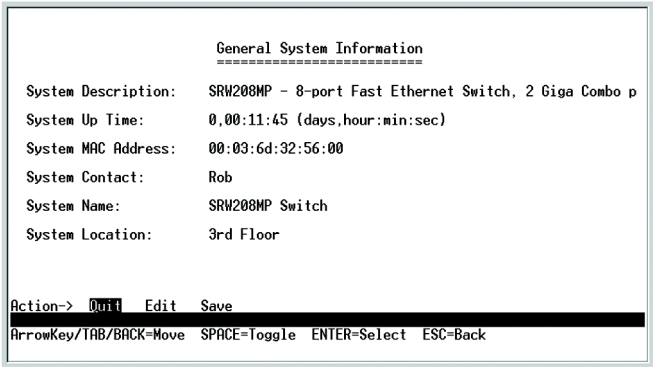 General System Information
==========================
System Description: SRW208MP - 8-port Fast Ethernet Switch, 2 Giga Combo p
System Up Time: 0,00:11:45 (days,hour:min:sec)
System MAC Address: 00:03:6d:32:56:00
System Contact: Rob
System Name: SRW208MP Switch
System Location: 3rd Floor
Action-> Quit Edit Save
ArrowKey/TAB/BACK=Move SPACE=Toggle ENTER=Select ESC=Back